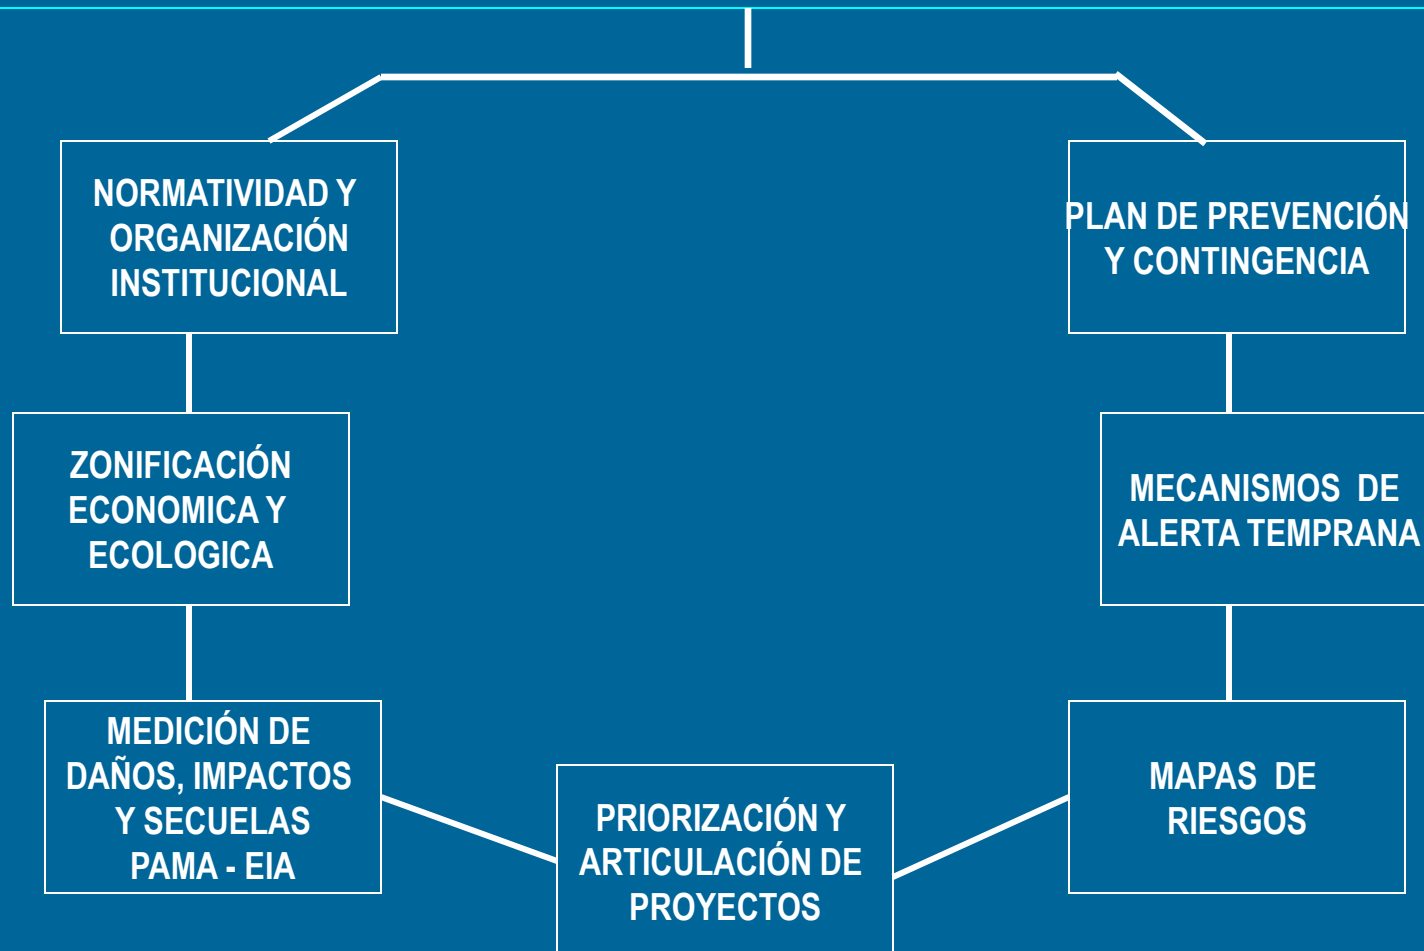 NORMATIVIDAD Y
ORGANIZACIÓN
INSTITUCIONAL
PLAN DE PREVENCIÓN
Y CONTINGENCIA
ZONIFICACIÓN
ECONOMICA Y
ECOLOGICA
MECANISMOS DE
ALERTA TEMPRANA
MEDICIÓN DE
DAÑOS, IMPACTOS
Y SECUELAS
PAMA - EIA
PRIORIZACIÓN Y
ARTICULACIÓN DE
PROYECTOS
MAPAS DE
RIESGOS